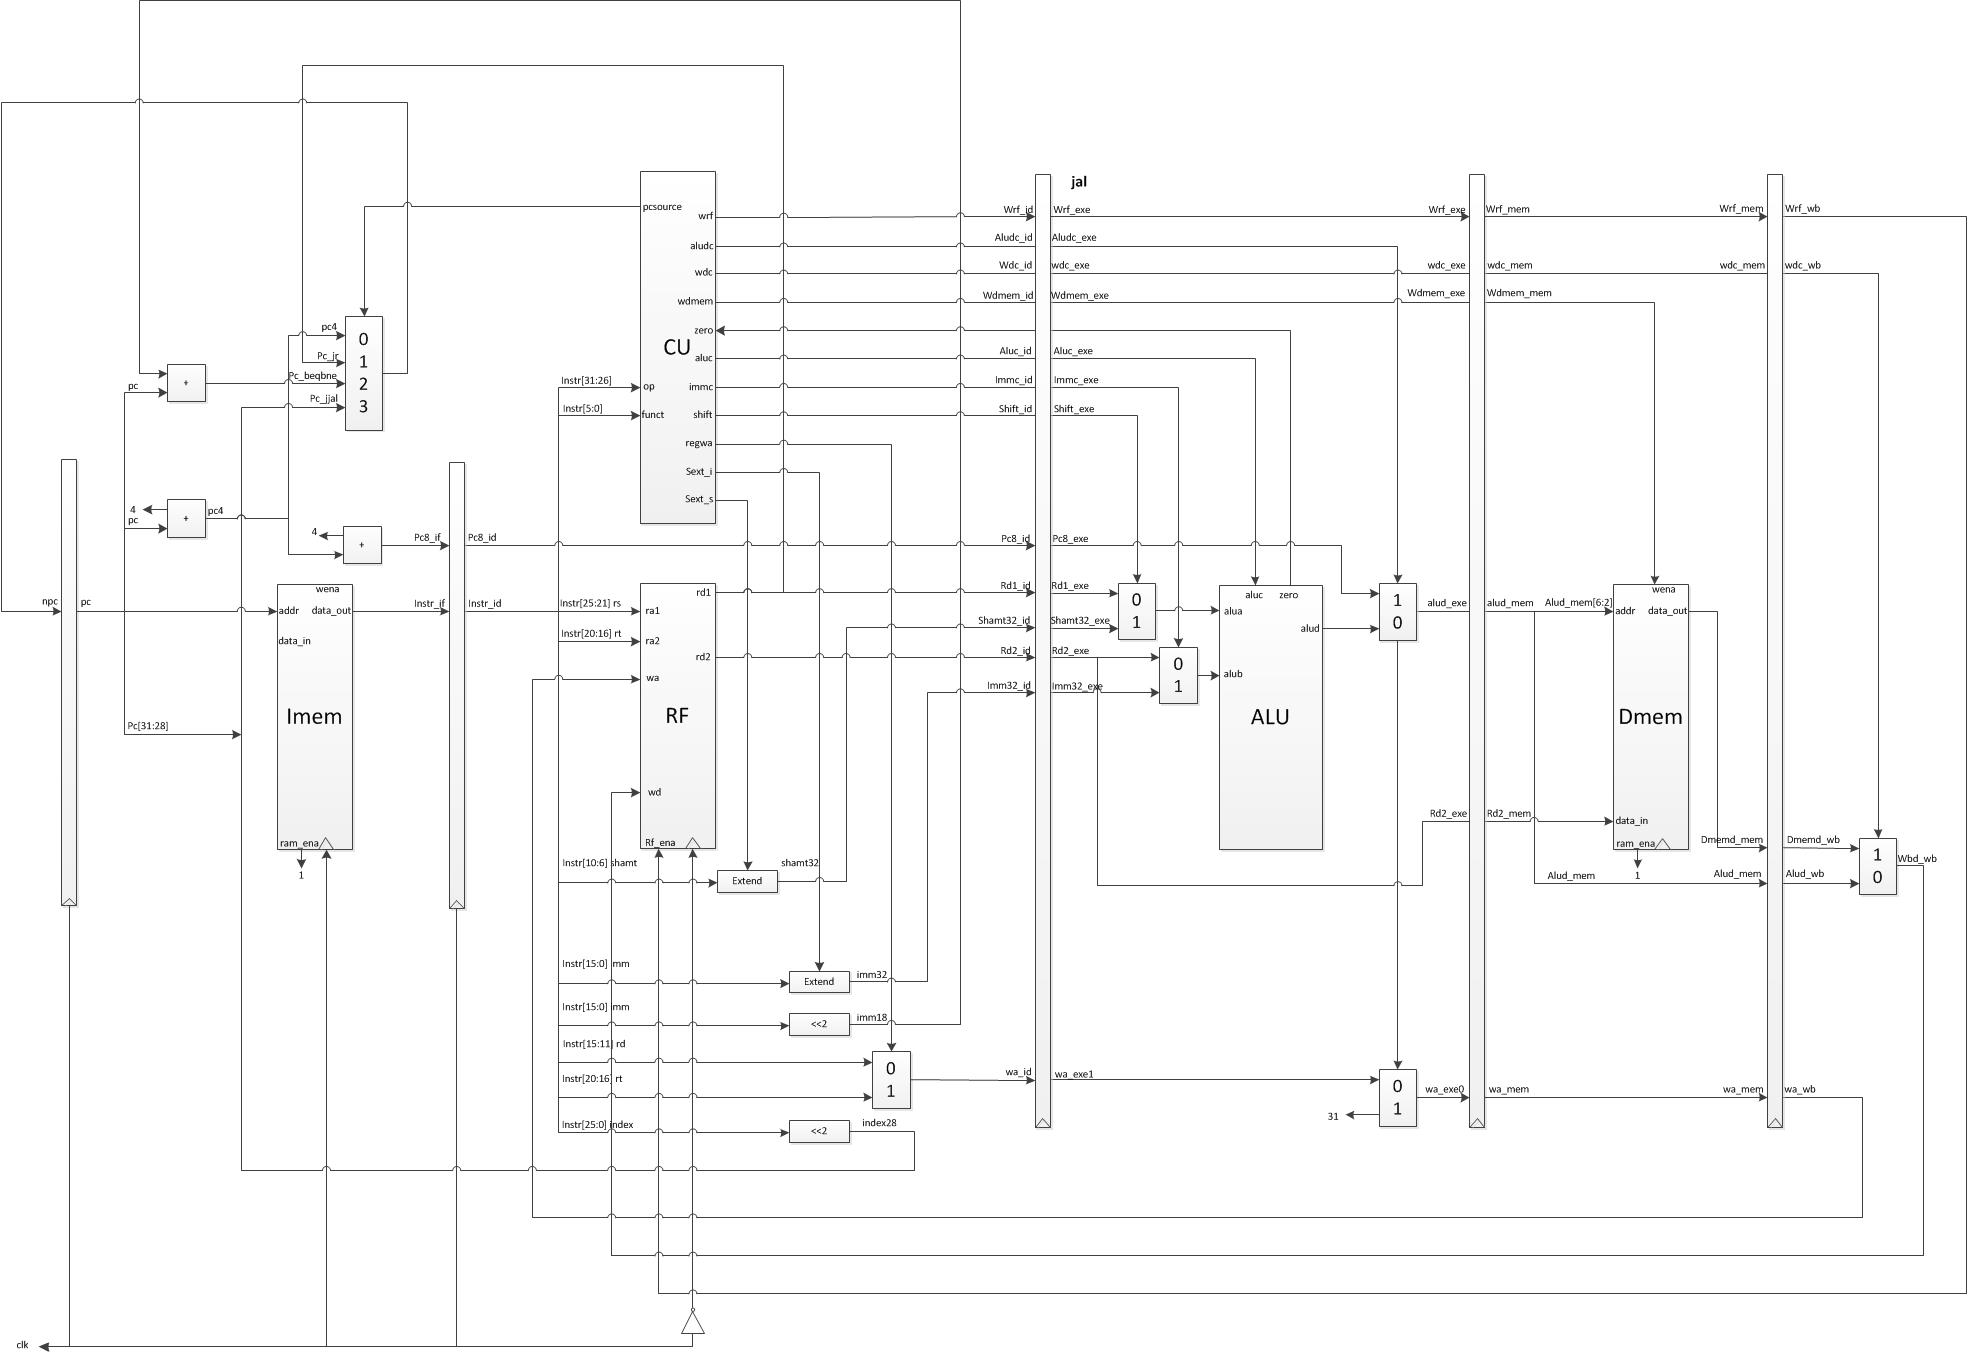 jal
pcsource
wrf
Wrf_id
Wrf_exe
Wrf_exe
Wrf_mem
Wrf_mem
Wrf_wb
aludc
Aludc_id
Aludc_exe
wdc
Wdc_id
wdc_exe
wdc_exe
wdc_mem
wdc_mem
wdc_wb
wdmem
Wdmem_id
Wdmem_exe
Wdmem_exe
Wdmem_mem
zero
CU
aluc
Aluc_id
Aluc_exe
Instr[31:26]
op
immc
Immc_id
Immc_exe
Instr[5:0]
funct
shift
Shift_id
Shift_exe
regwa
Sext_i
Sext_s
pc4
Pc_jr
Pc_beqbne
Pc_jjal
0
1
2
3
+
pc
4
pc
+
pc4
4
+
Pc8_if
Pc8_id
Pc8_id
Pc8_exe
npc
pc
wena
addr
data_out
data_in
Imem
ram_ena
1
Pc[31:28]
Instr_if
Instr_id
Instr[25:21] rs
Instr[20:16] rt
ra1
ra2
wa
RF
wd
Rf_ena
rd1
rd2
Rd1_id
Rd1_exe
Shamt32_id
Shamt32_exe
Rd2_id
Rd2_exe
Imm32_id
Imm32_exe
0
1
0
1
aluc
zero
alua
alud
alub
ALU
1
0
alud_exe
alud_mem
Alud_mem[6:2]
wena
addr
data_out
Dmem
data_in
ram_ena
1
Rd2_exe
Rd2_mem
Dmemd_mem
Dmemd_wb
Alud_mem
Alud_mem
Alud_wb
1
0
Wbd_wb
Instr[10:6] shamt
Extend
shamt32
Instr[15:0] imm
Extend
imm32
Instr[15:0] imm
<<2
imm18
Instr[15:11] rd
Instr[20:16] rt
0
1
wa_id
wa_exe1
0
1
31
wa_exe0
wa_mem
wa_mem
wa_wb
Instr[25:0] index
<<2
index28
clk